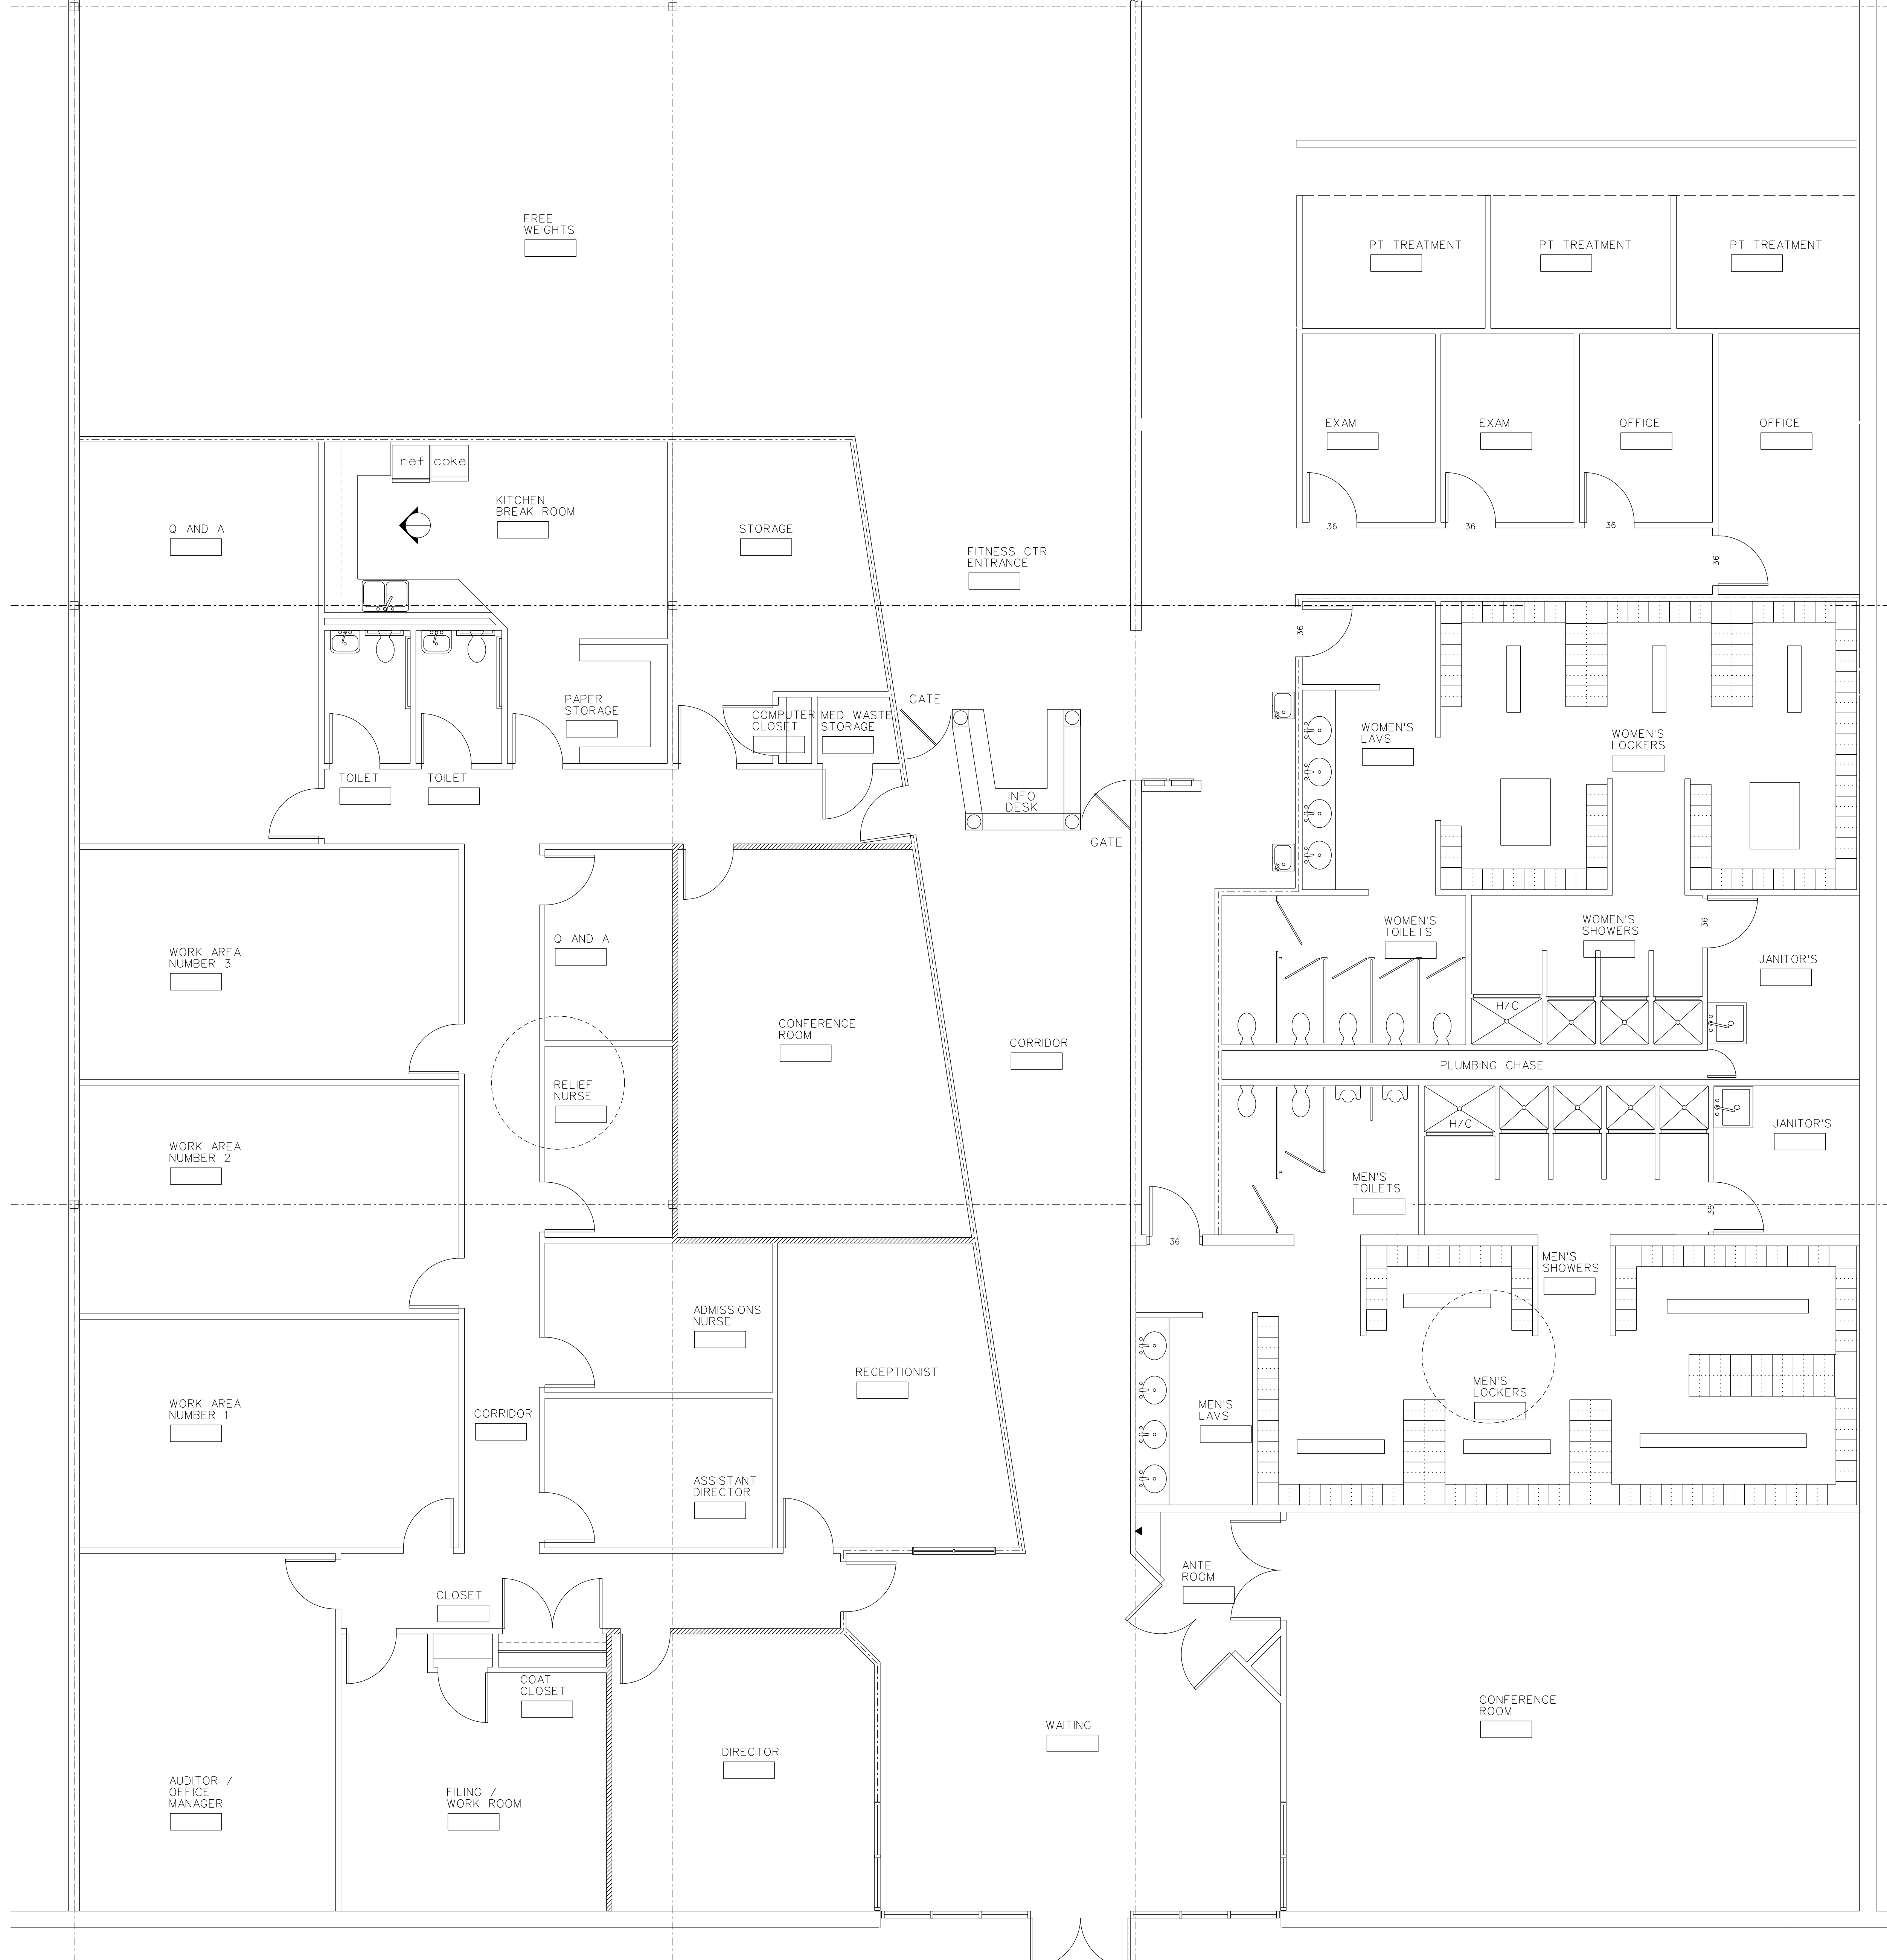 FREE
WEIGHTS
PT TREATMENT
PT TREATMENT
PT TREATMENT
EXAM
EXAM
OFFICE
OFFICE
ref
coke
KITCHEN
BREAK ROOM
Q AND A
STORAGE
FITNESS CTR
ENTRANCE
36
36
36
36
36
PAPER
STORAGE
COMPUTER
CLOSET
MED WASTE
STORAGE
GATE
WOMEN'S
LAVS
WOMEN'S
LOCKERS
TOILET
TOILET
INFO
DESK
GATE
WORK AREA
NUMBER 3
Q AND A
WOMEN'S
TOILETS
WOMEN'S
SHOWERS
36
JANITOR'S
H/C
CONFERENCE
ROOM
CORRIDOR
PLUMBING CHASE
RELIEF
NURSE
H/C
JANITOR'S
WORK AREA
NUMBER 2
MEN'S
TOILETS
36
36
MEN'S
SHOWERS
ADMISSIONS
NURSE
RECEPTIONIST
MEN'S
LOCKERS
WORK AREA
NUMBER 1
CORRIDOR
MEN'S
LAVS
ASSISTANT
DIRECTOR
ANTE
ROOM
CLOSET
COAT
CLOSET
CONFERENCE
ROOM
WAITING
DIRECTOR
AUDITOR /
OFFICE
MANAGER
FILING /
WORK ROOM